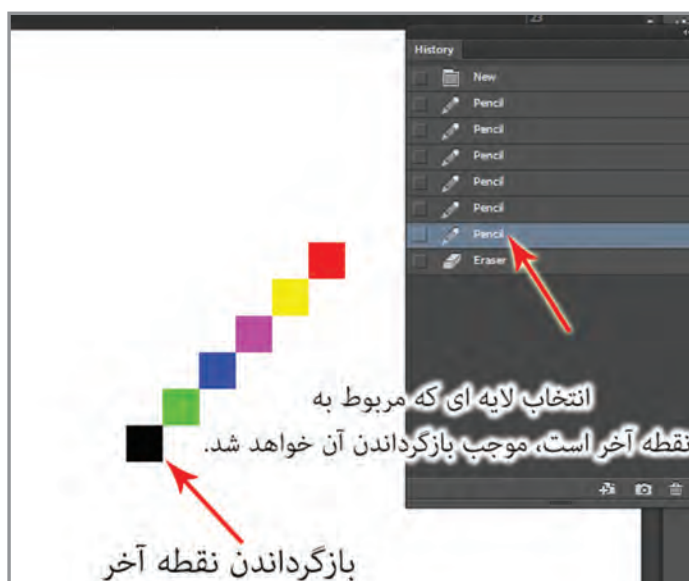 23
History
New
Pencil
Pencil
Pencil
Pencil
Pencil
Pencil
Eraser
انتخاب لایه ای که مربوط به
نقطه آخر است، موجب بازگرداندن آن خواهد شد.
بازگرداندن نقطه آخر